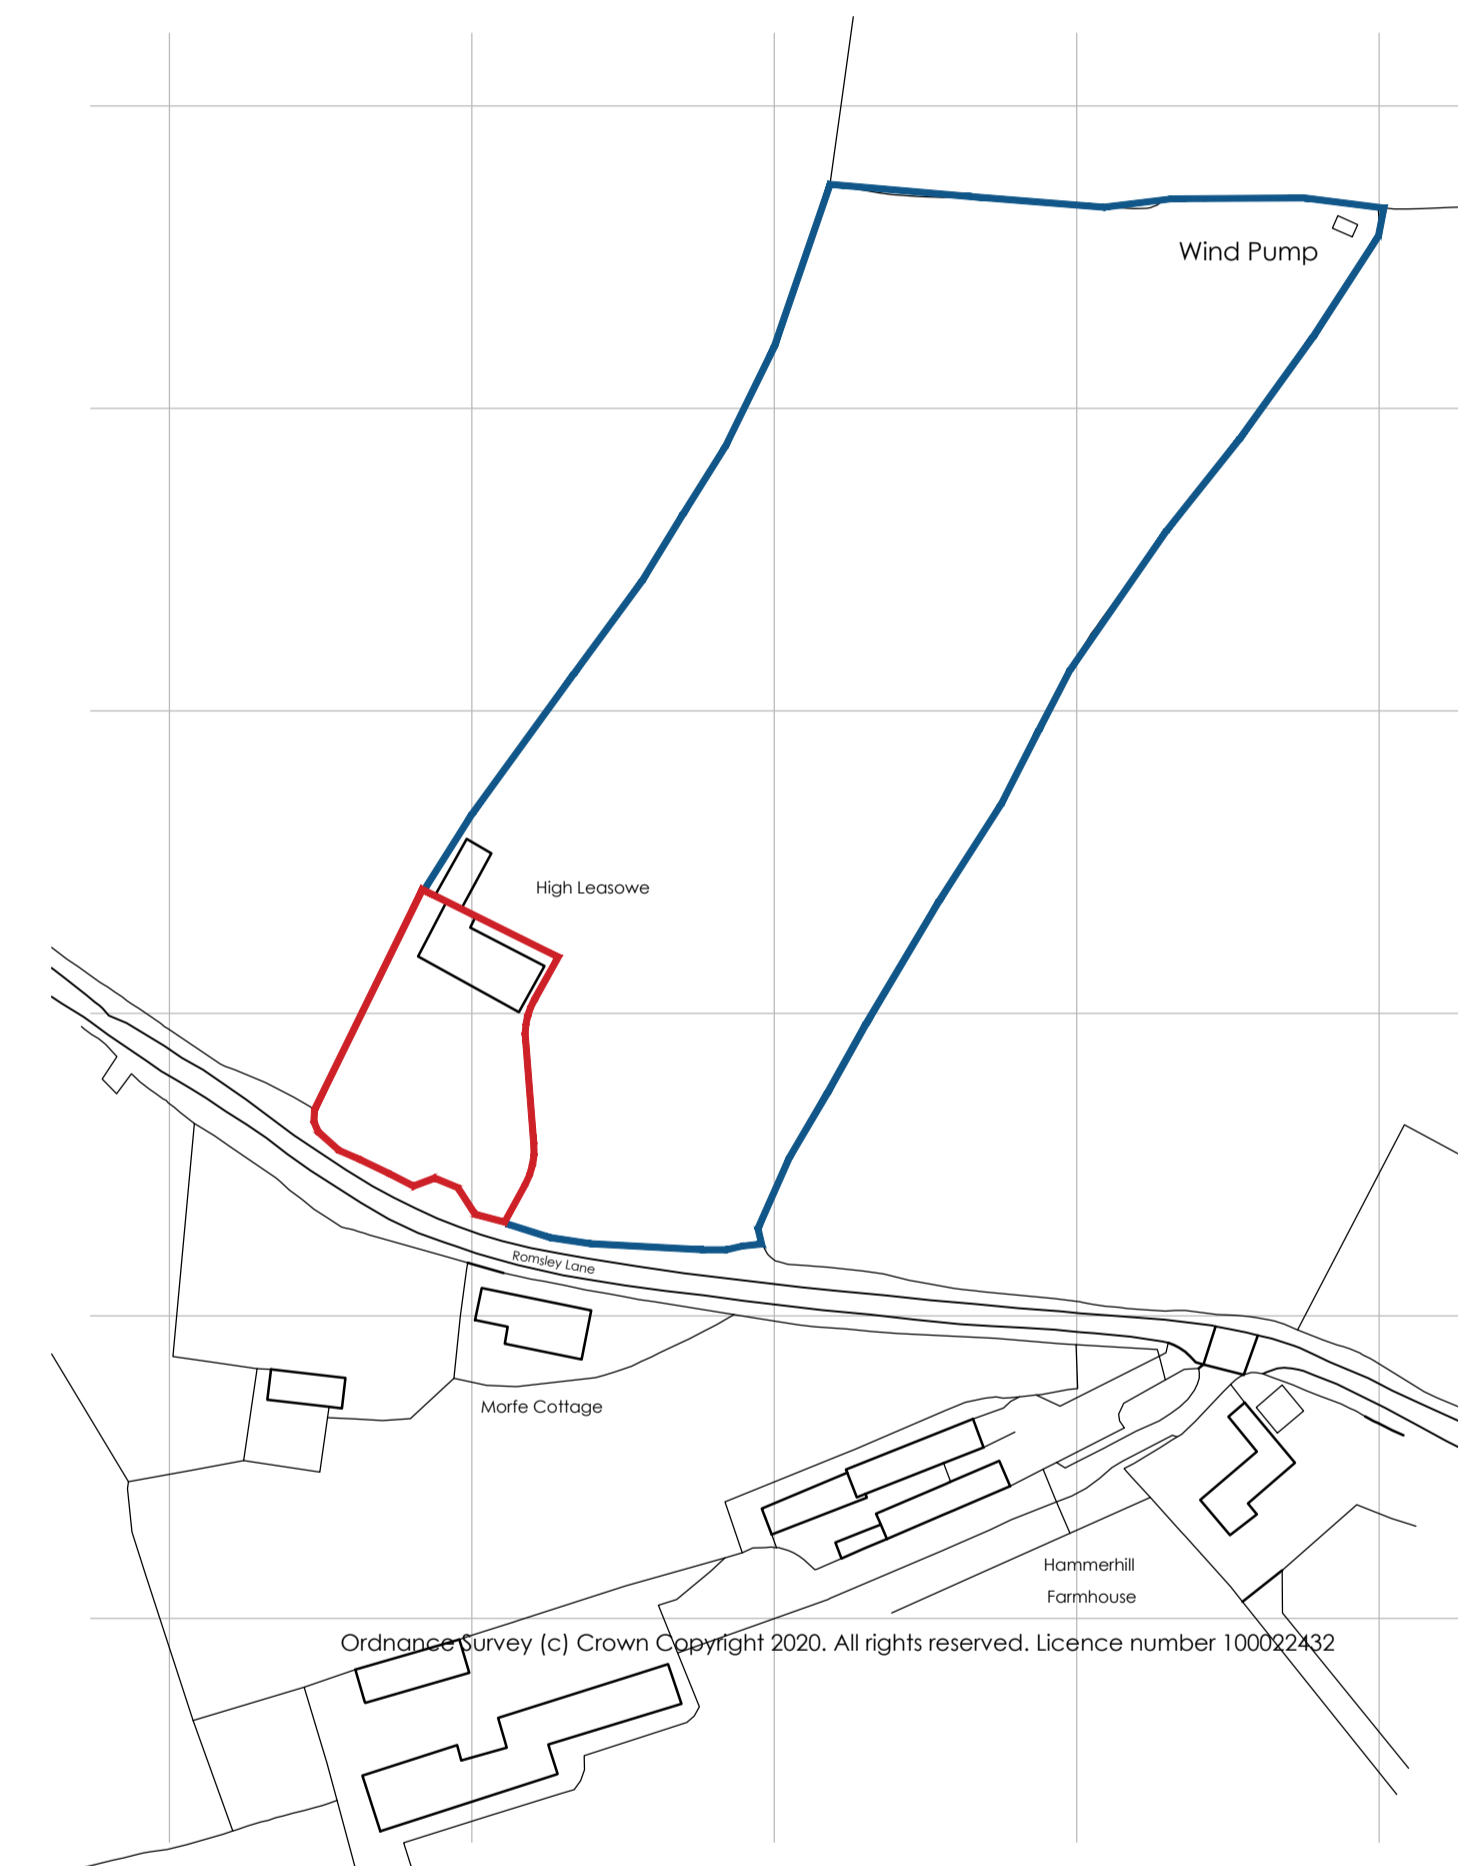 Wind Pump
High Leasowe
Romsley Lane
Morfe Cottage
Hammerhill
Farmhouse
Ordnance Survey (c) Crown Copyright 2020. All rights reserved. Licence number 100022432